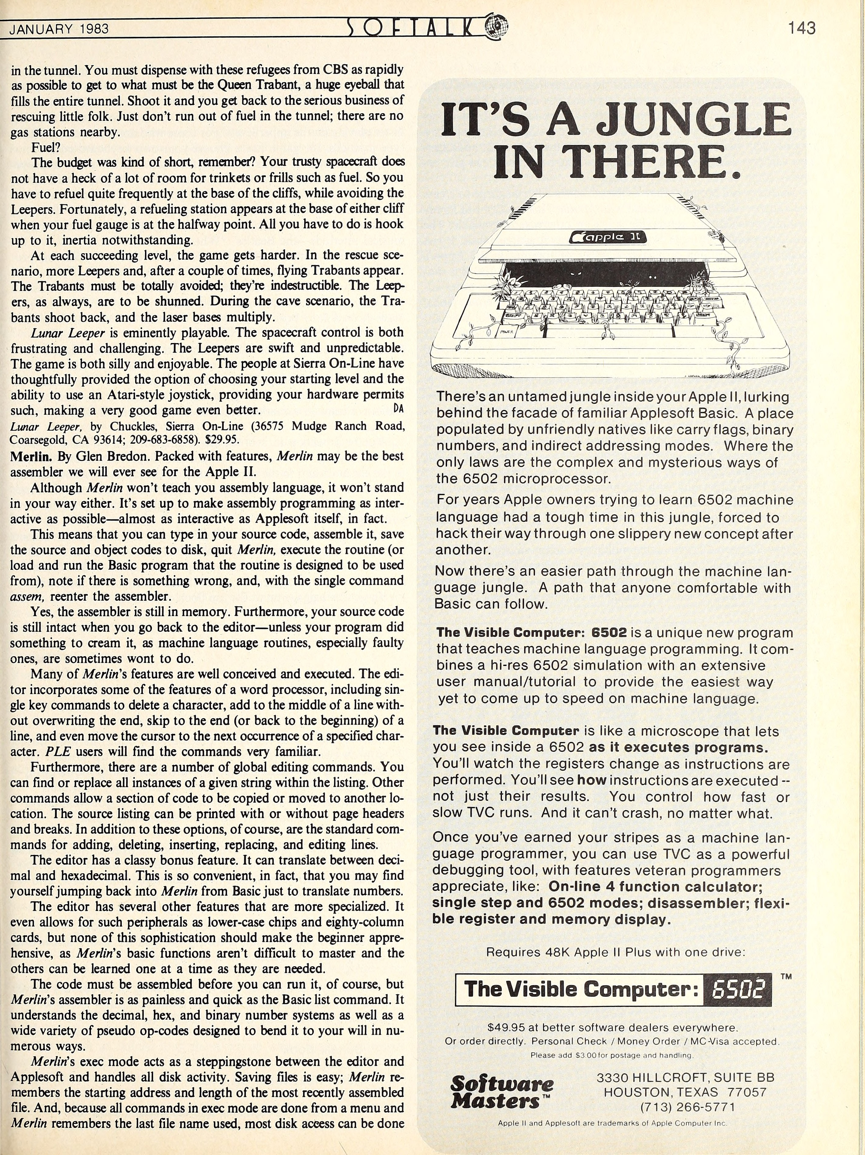 JANUARY 1983
SOFTALK
143
in the tunnel. You must dispense with these refugees from CBS as rapidly
as possible to get to what must be the Queen Trabant, a huge eyeball that
fills the entire tunnel. Shoot it and you get back to the serious business of
rescuing little folk. Just don't run out of fuel in the tunnel; there are no
gas stations nearby.
Fuel?
The budget was kind of short, remember? Your trusty spacecraft does
not have a heck of a lot of room for trinkets or frills such as fuel. So you
have to refuel quite frequently at the base of the cliffs, while avoiding the
Leepers. Fortunately, a refueling station appears at the base of either cliff
when your fuel gauge is at the halfway point. All you have to do is hook
up to it, inertia notwithstanding.
At each succeeding level, the game gets harder. In the rescue sce-
nario, more Leepers and, after a couple of times, flying Trabants appear.
The Trabants must be totally avoided; they're indestructible. The Leep-
ers, as always, are to be shunned. During the cave scenario, the Tra-
bants shoot back, and the laser bases multiply.
Lunar Leeper is eminently playable. The spacecraft control is both
frustrating and challenging. The Leepers are swift and unpredictable.
The game is both silly and enjoyable. The people at Sierra On-Line have
thoughtfully provided the option of choosing your starting level and the
ability to use an Atari-style joystick, providing your hardware permits
such, making a very good game even better. DA
Lunar Leeper, by Chuckles, Sierra On-Line (36575 Mudge Ranch Road,
Coarsegold, CA 93614; 209-683-6858). $29.95.
Merlin. By Glen Bredon. Packed with features, Merlin may be the best
assembler we will ever see for the Apple II.
Although Merlin won't teach you assembly language, it won't stand
in your way either. It's set up to make assembly programming as inter-
active as possible—almost as interactive as Applesoft itself, in fact.
This means that you can type in your source code, assemble it, save
the source and object codes to disk, quit Merlin, execute the routine (or
load and run the Basic program that the routine is designed to be used
from), note if there is something wrong, and, with the single command
assem, reenter the assembler.
Yes, the assembler is still in memory. Furthermore, your source code
is still intact when you go back to the editor—unless your program did
something to cream it, as machine language routines, especially faulty
ones, are sometimes wont to do.
Many of Merlin's features are well conceived and executed. The edi-
tor incorporates some of the features of a word processor, including sin-
gle key commands to delete a character, add to the middle of a line with-
out overwriting the end, skip to the end (or back to the beginning) of a
line, and even move the cursor to the next occurrence of a specified char-
acter. PLE users will find the commands very familiar.
Furthermore, there are a number of global editing commands. You
can find or replace all instances of a given string within the listing. Other
commands allow a section of code to be copied or moved to another lo-
cation. The source listing can be printed with or without page headers
and breaks. In addition to these options, of course, are the standard com-
mands for adding, deleting, inserting, replacing, and editing lines.
The editor has a classy bonus feature. It can translate between deci-
mal and hexadecimal. This is so convenient, in fact, that you may find
yourself jumping back into Merlin from Basic just to translate numbers.
The editor has several other features that are more specialized. It
even allows for such peripherals as lower-case chips and eighty-column
cards, but none of this sophistication should make the beginner appre-
hensive, as Merlin's basic functions aren't difficult to master and the
others can be learned one at a time as they are needed.
The code must be assembled before you can run it, of course, but
Merlin's assembler is as painless and quick as the Basic list command. It
understands the decimal, hex, and binary number systems as well as a
wide variety of pseudo op-codes designed to bend it to your will in nu-
merous ways.
Merlin's exec mode acts as a steppingstone between the editor and
Applesoft and handles all disk activity. Saving files is easy; Merlin re-
members the starting address and length of the most recently assembled
file. And, because all commands in exec mode are done from a menu and
Merlin remembers the last file name used, most disk access can be done
IT'S A JUNGLE
IN THERE.
apple ][
There's an untamed jungle inside your Apple II, lurking
behind the facade of familiar Applesoft Basic. A place
populated by unfriendly natives like carry flags, binary
numbers, and indirect addressing modes. Where the
only laws are the complex and mysterious ways of
the 6502 microprocessor.
For years Apple owners trying to learn 6502 machine
language had a tough time in this jungle, forced to
hack their way through one slippery new concept after
another.
Now there's an easier path through the machine lan-
guage jungle. A path that anyone comfortable with
Basic can follow.
The Visible Computer: 6502 is a unique new program
that teaches machine language programming. It com-
bines a hi-res 6502 simulation with an extensive
user manual/tutorial to provide the easiest way
yet to come up to speed on machine language.
The Visible Computer is like a microscope that lets
you see inside a 6502 as it executes programs.
You'll watch the registers change as instructions are
performed. You'll see how instructions are executed --
not just their results. You control how fast or
slow TVC runs. And it can't crash, no matter what.
Once you've earned your stripes as a machine lan-
guage programmer, you can use TVC as a powerful
debugging tool, with features veteran programmers
appreciate, like: On-line 4 function calculator;
single step and 6502 modes; disassembler; flexi-
ble register and memory display.
Requires 48K Apple II Plus with one drive:
The Visible Computer: 6502 ™
$49.95 at better software dealers everywhere.
Or order directly. Personal Check / Money Order / MC-Visa accepted.
Please add $3.00 for postage and handling.
Software
Masters™
3330 HILLCROFT, SUITE BB
HOUSTON, TEXAS 77057
(713) 266-5771
Apple II and Applesoft are trademarks of Apple Computer Inc.